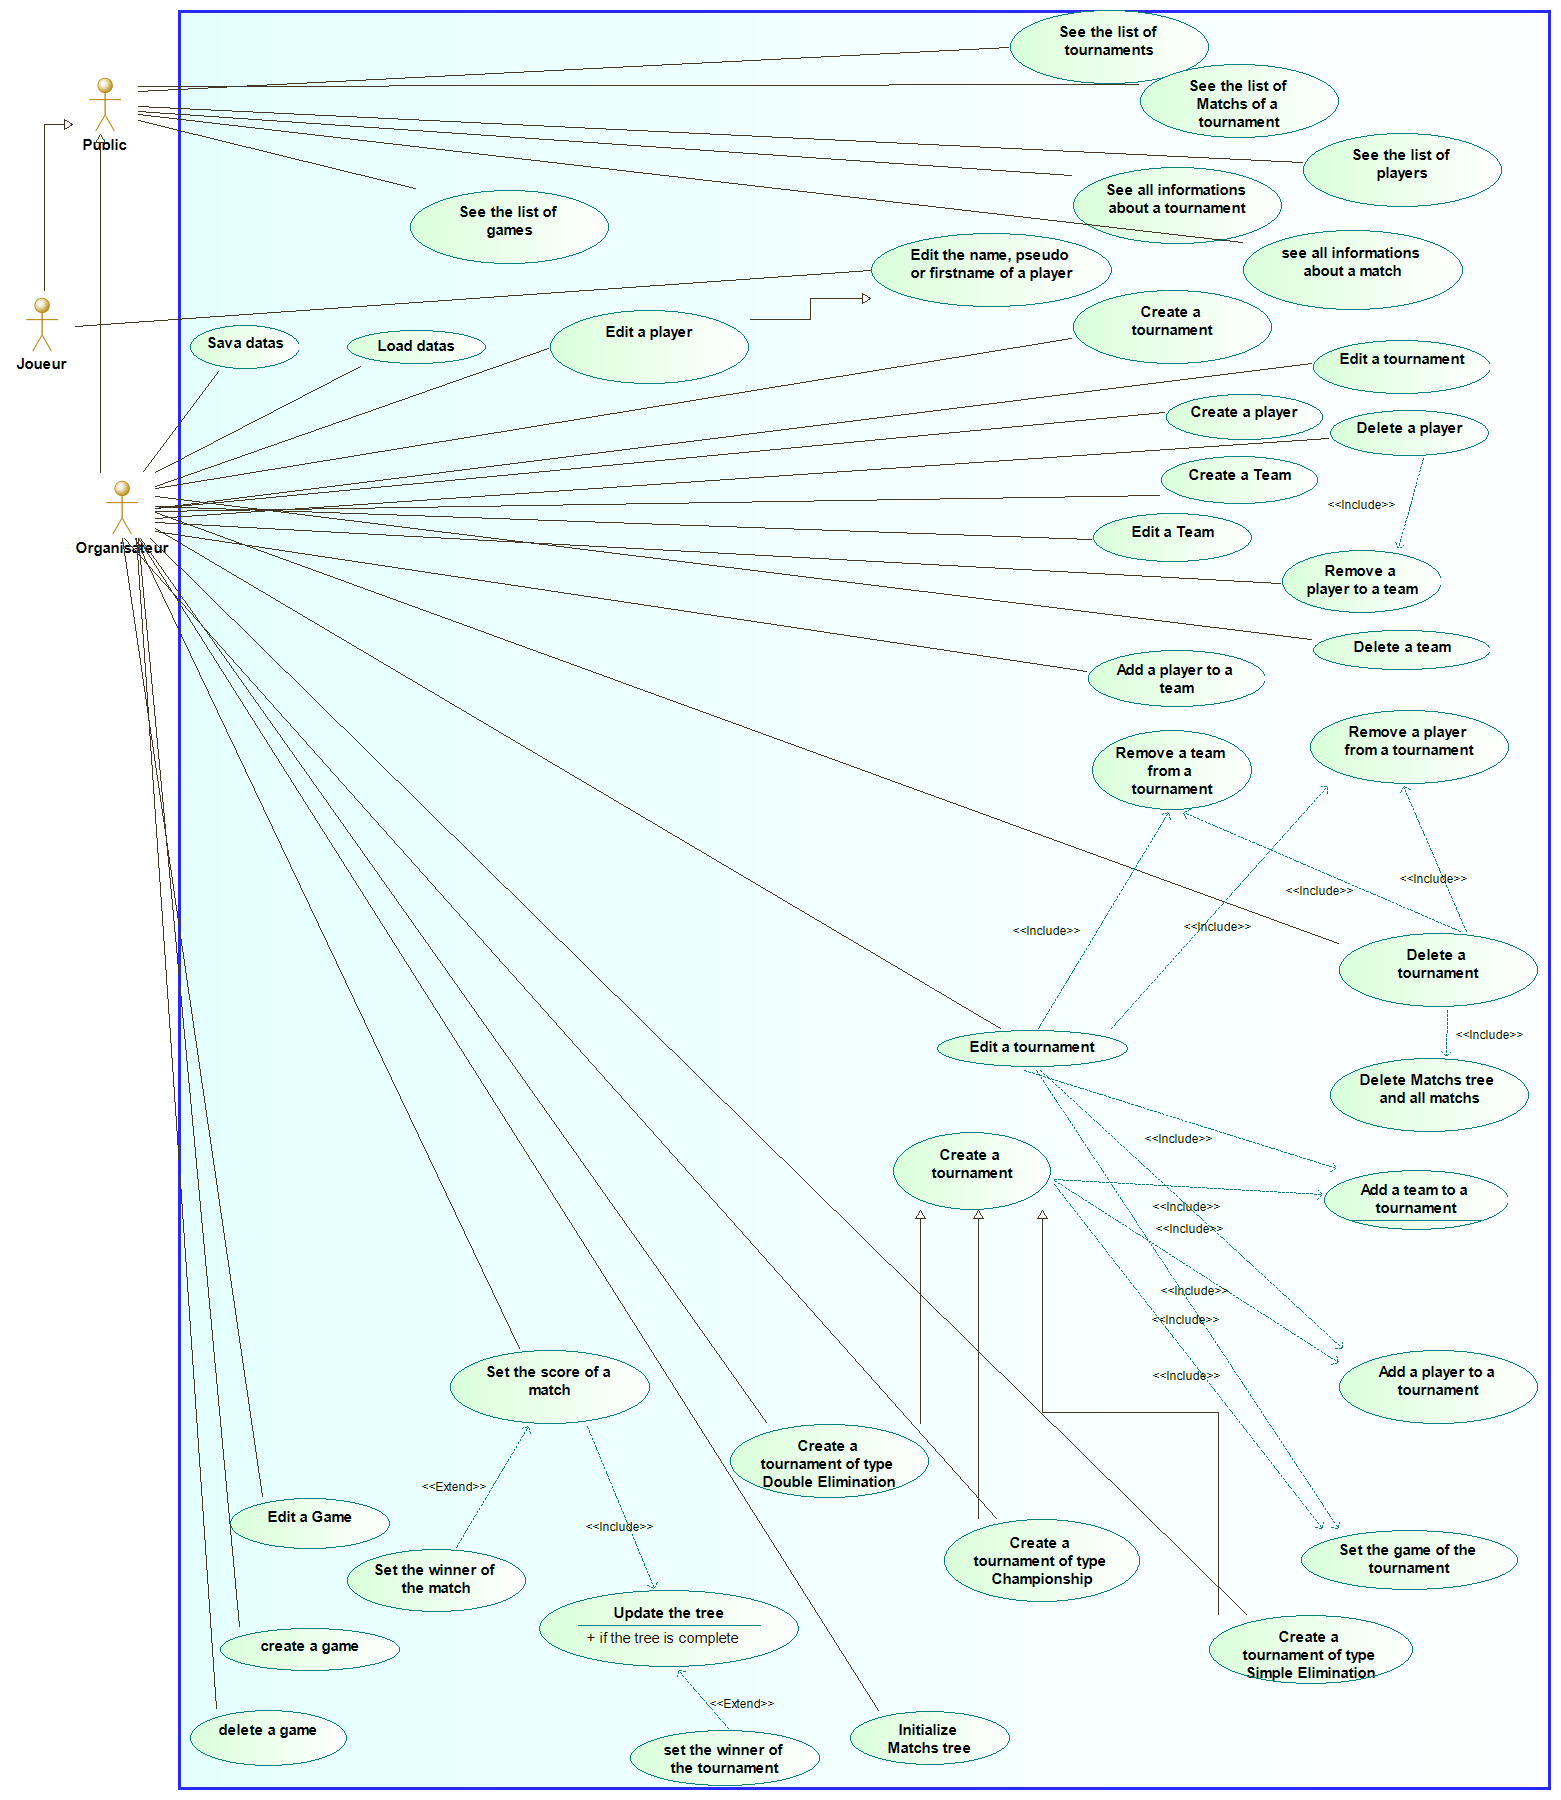 See the list of
tournaments
See the list of
Matchs of a
tournament
Public
See the list of
players
See all informations
about a tournament
See the list of
games
see all informations
about a match
Edit the name, pseudo
or firstname of a player
Create a
tournament
Edit a player
Sava datas
Load datas
Joueur
Edit a tournament
Create a player
Delete a player
Create a Team
<<Include>>
Edit a Team
Organisateur
Remove a
player to a team
Delete a team
Add a player to a
team
Remove a player
from a tournament
Remove a team
from a
tournament
<<Include>>
<<Include>>
<<Include>>
<<Include>>
Delete a
tournament
<<Include>>
Edit a tournament
Delete Matchs tree
and all matchs
<<Include>>
Create a
tournament
Add a team to a
tournament
<<Include>>
<<Include>>
<<Include>>
<<Include>>
<<Include>>
Set the score of a
match
Add a player to a
tournament
Create a
tournament of type
Double Elimination
<<Extend>>
Edit a Game
<<Include>>
Create a
tournament of type
Championship
Set the game of the
tournament
Set the winner of
the match
Update the tree
+ if the tree is complete
create a game
Create a
tournament of type
Simple Elimination
<<Extend>>
delete a game
Initialize
Matchs tree
set the winner of
the tournament